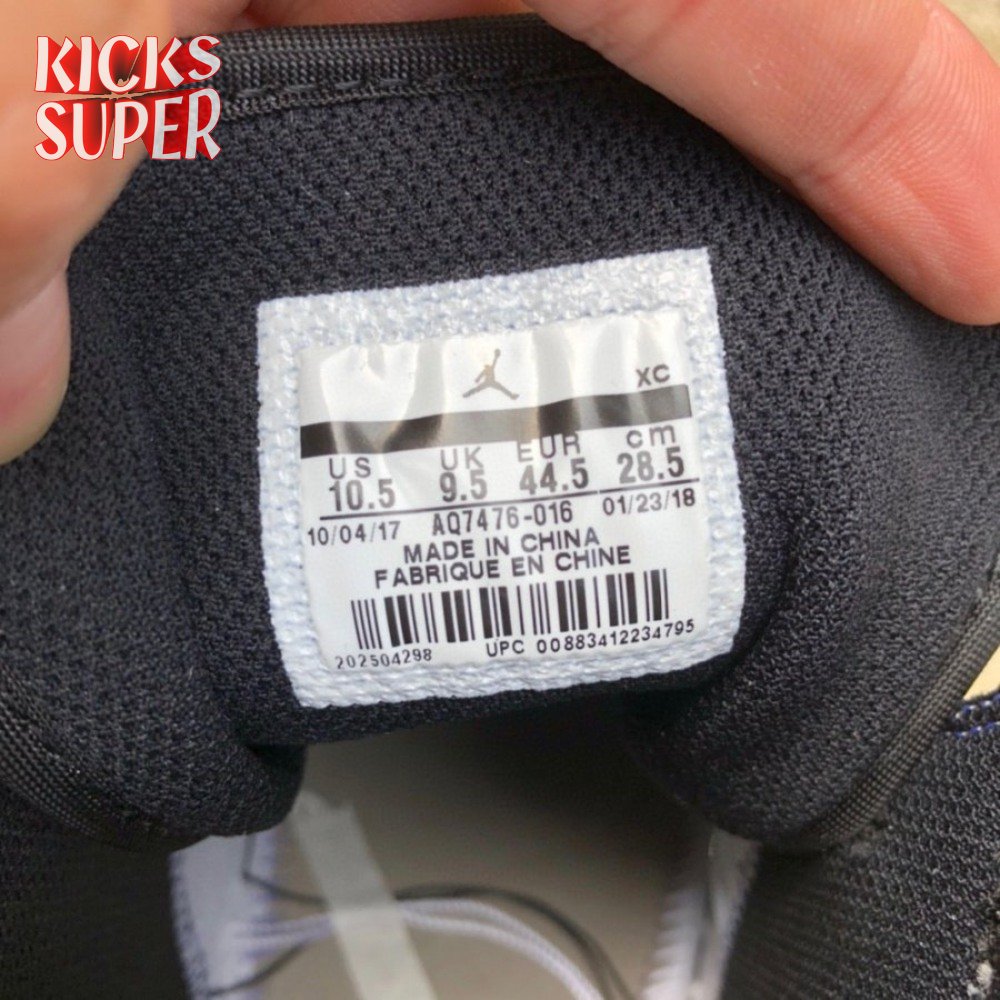 KICKS
SUPER
XC
US UK EUR cm
10.5 9.5 44.5 28.5
10/04/17 AQ7476-016 01/23/18
MADE IN CHINA
FABRIQUE EN CHINE
202504298 UPC 00883412234795